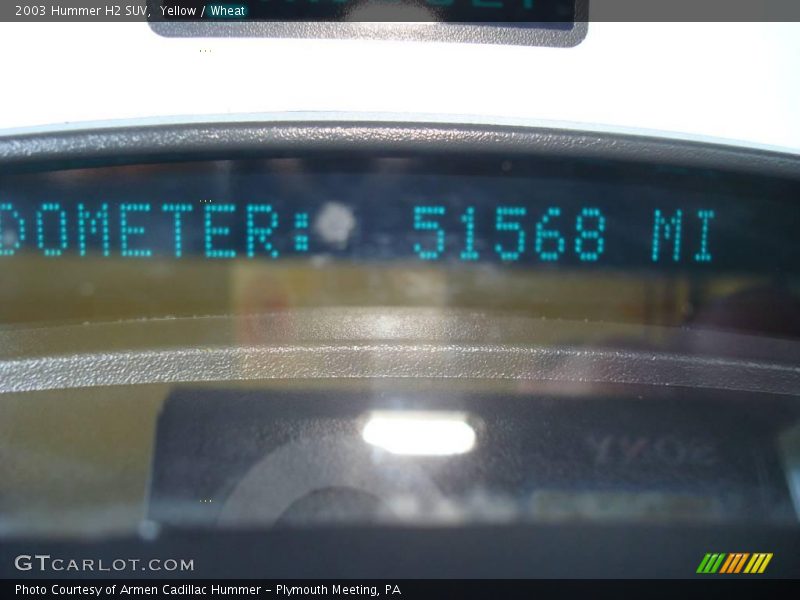 2003 Hummer H2 SUV, Yellow / Wheat
DOMETER: 51568 MI
GTCARLOT.COM
Photo Courtesy of Armen Cadillac Hummer - Plymouth Meeting, PA